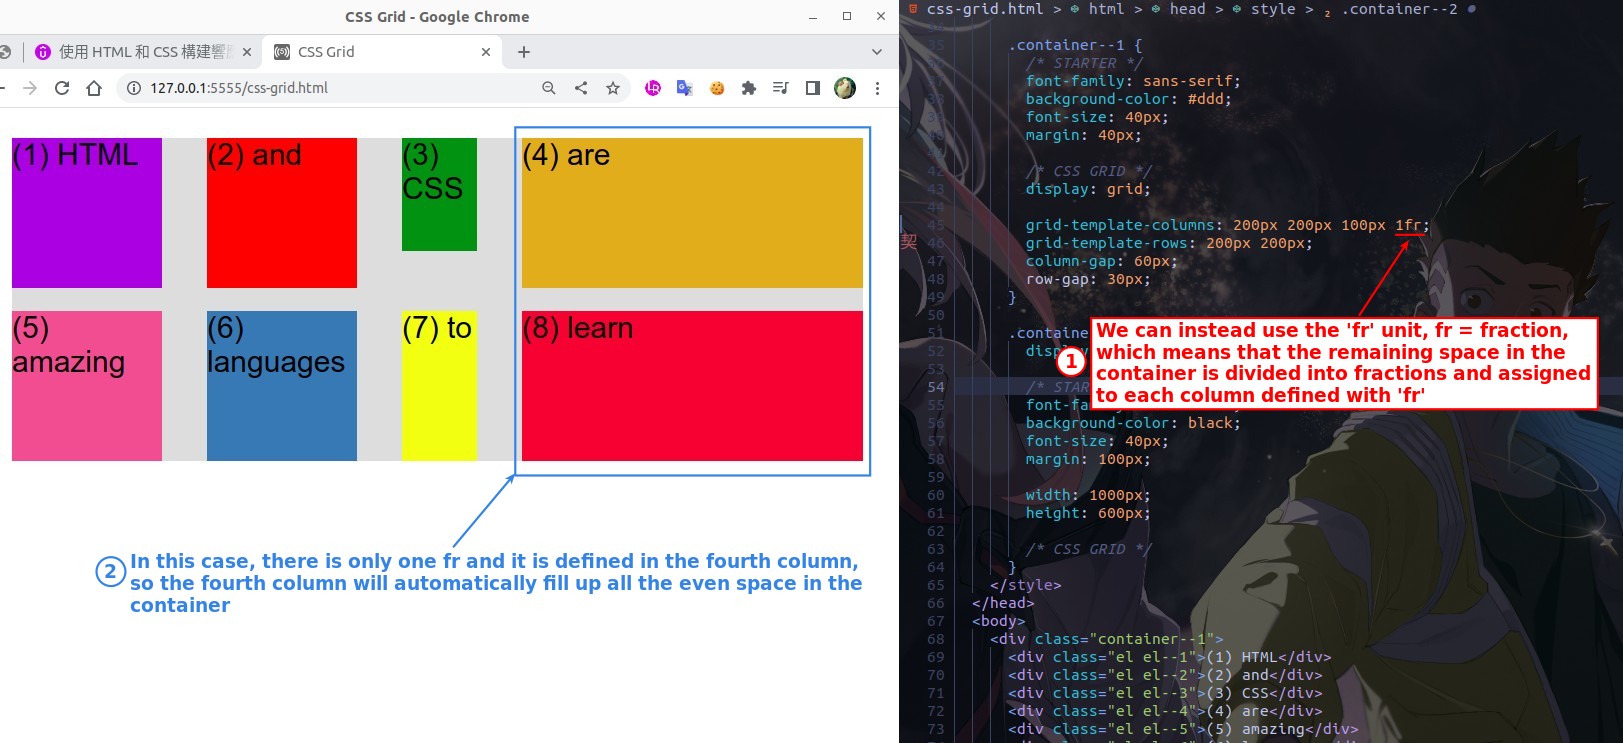 CSS Grid - Google Chrome
使用 HTML 和 CSS 構建響
CSS Grid
127.0.0.1:5555/css-grid.html
(1) HTML
(2) and
(3)
CSS
(4) are
(5)
amazing
(6)
languages
(7) to
(8) learn
2
In this case, there is only one fr and it is defined in the fourth column,
so the fourth column will automatically fill up all the even space in the
container
css-grid.html > html > head > style > .container--2
35 .container--1 {
/* STARTER */
font-family: sans-serif;
background-color: #ddd;
font-size: 40px;
margin: 40px;
42 /* CSS GRID */
43 display: grid;
44
45 grid-template-columns: 200px 200px 100px 1fr;
46 grid-template-rows: 200px 200px;
47 column-gap: 60px;
48 row-gap: 30px;
49 }
50
51 .containe
52 disp
53
54 /* STAR
55 font-fa
56 background-color: black;
57 font-size: 40px;
58 margin: 100px;
59
60 width: 1000px;
61 height: 600px;
62
63 /* CSS GRID */
64 }
65 </style>
66 </head>
67 <body>
68 <div class="container--1">
69 <div class="el el--1">(1) HTML</div>
70 <div class="el el--2">(2) and</div>
71 <div class="el el--3">(3) CSS</div>
72 <div class="el el--4">(4) are</div>
73 <div class="el el--5">(5) amazing</div>
契
1
We can instead use the 'fr' unit, fr = fraction,
which means that the remaining space in the
container is divided into fractions and assigned
to each column defined with 'fr'